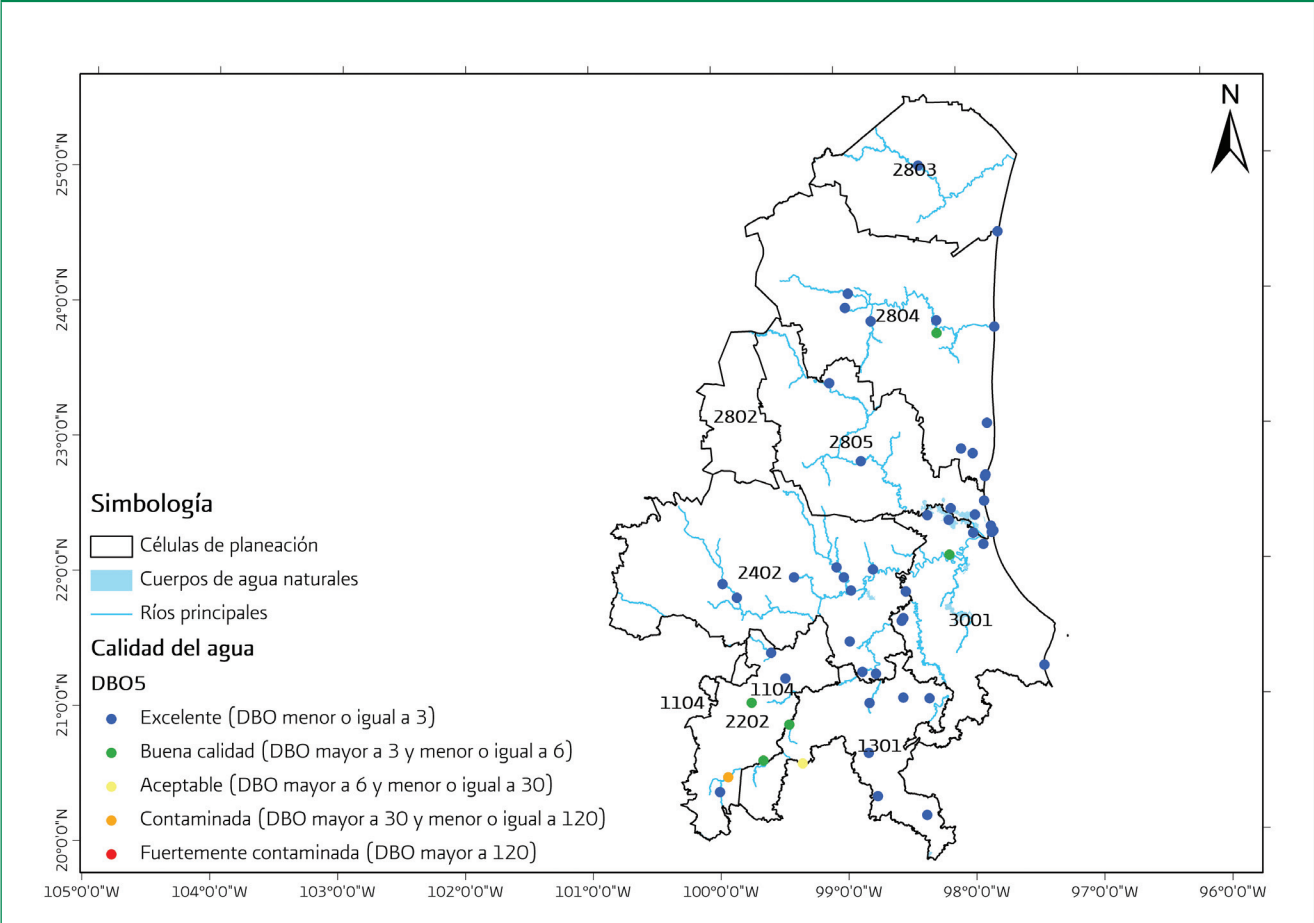 N
25°0'0"N
24°0'0"N
23°0'0"N
22°0'0"N
21°0'0"N
20°0'0"N
2803
2804
2802
2805
2402
3001
1104
1104
2202
1301
Simbología
Células de planeación
Cuerpos de agua naturales
Ríos principales
Calidad del agua
DBO5
Excelente (DBO menor o igual a 3)
Buena calidad (DBO mayor a 3 y menor o igual a 6)
Aceptable (DBO mayor a 6 y menor o igual a 30)
Contaminada (DBO mayor a 30 y menor o igual a 120)
Fuertemente contaminada (DBO mayor a 120)
105°0'0"W 104°0'0"W 103°0'0"W 102°0'0"W 101°0'0"W 100°0'0"W 99°0'0"W 98°0'0"W 97°0'0"W 96°0'0"W